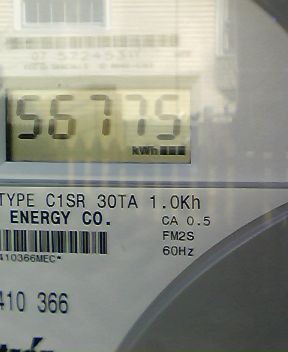 56775
kWh
TYPE C1SR 30TA 1.0Kh
ENERGY CO.
CA 0.5
FM2S
60Hz
410366MEC*
410 366